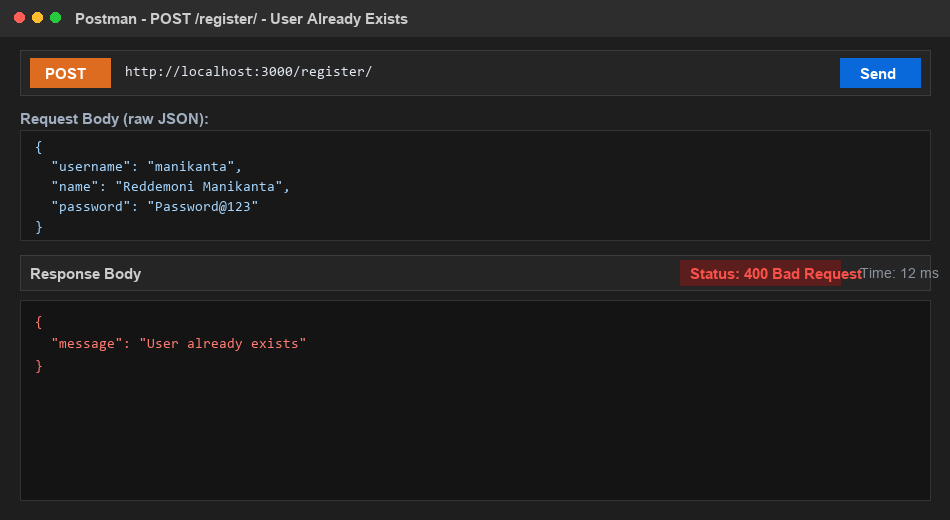 Postman - POST /register/ - User Already Exists
POST http://localhost:3000/register/ Send
Request Body (raw JSON):
{
  "username": "manikanta",
  "name": "Reddemoni Manikanta",
  "password": "Password@123"
}
Response Body Status: 400 Bad Request Time: 12 ms
{
  "message": "User already exists"
}